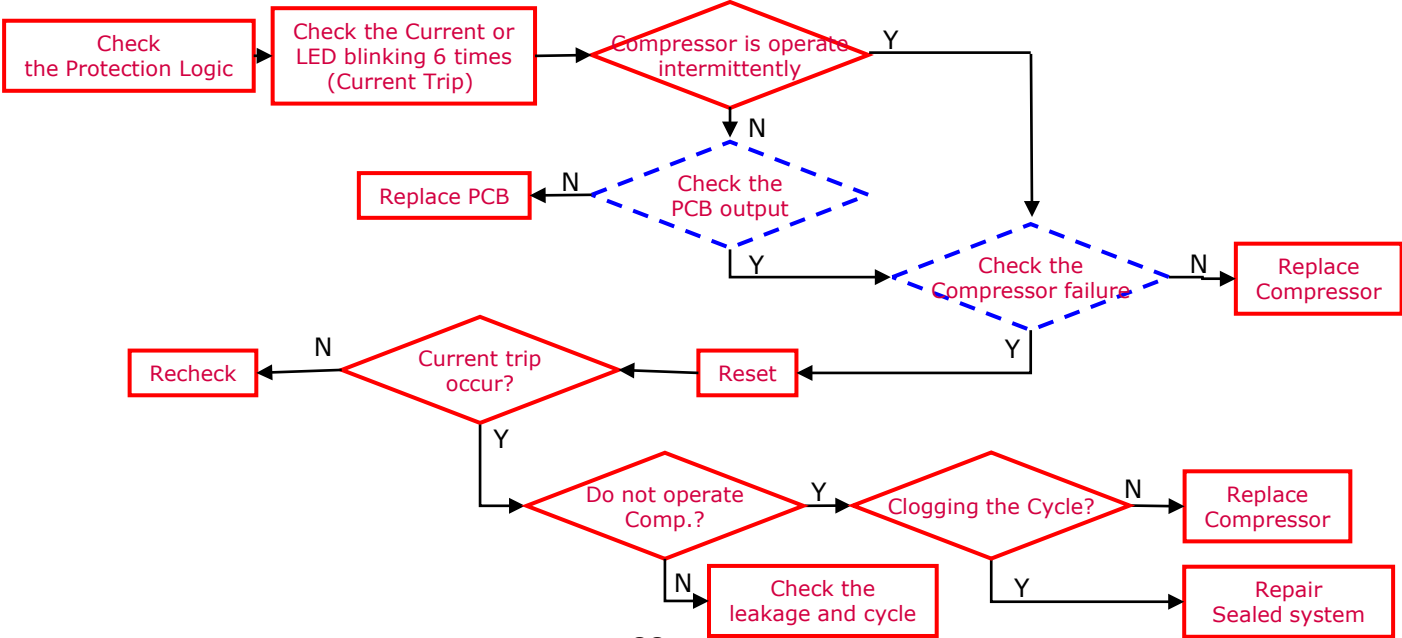 Check
the Protection Logic
Check the Current or
LED blinking 6 times
(Current Trip)
Compressor is operate
intermittently
Y
N
Check the
PCB output
N
Replace PCB
Y
Check the
Compressor failure
N
Replace
Compressor
Y
Reset
Current trip
occur?
N
Recheck
Y
Do not operate
Comp.?
Y
Clogging the Cycle?
N
Replace
Compressor
N
Check the
leakage and cycle
Y
Repair
Sealed system